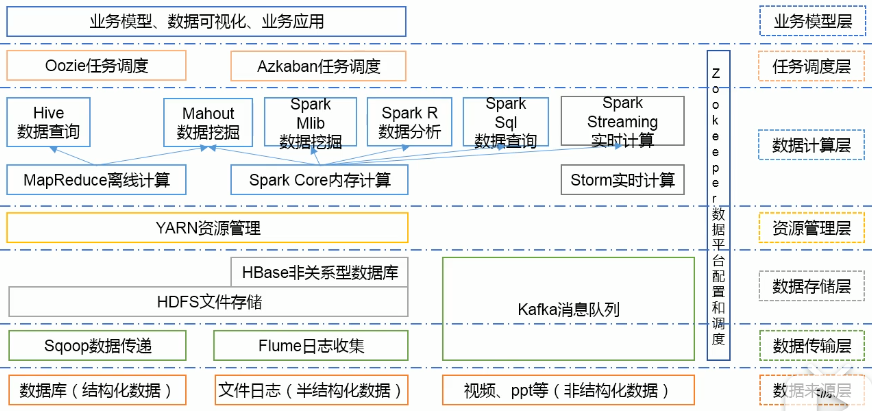 业务模型、数据可视化、业务应用
业务模型层
Oozie任务调度
Azkaban任务调度
任务调度层
Hive
数据查询
Mahout
数据挖掘
Spark
Mlib
数据挖掘
Spark R
数据分析
Spark
Sql
数据查询
Spark
Streaming
实时计算
数据计算层
MapReduce离线计算
Spark Core内存计算
Storm实时计算
Zookeeper数据平台配置和调度
YARN资源管理
资源管理层
HBase非关系型数据库
HDFS文件存储
Kafka消息队列
数据存储层
Sqoop数据传递
Flume日志收集
数据传输层
数据库（结构化数据）
文件日志（半结构化数据）
视频、ppt等（非结构化数据）
数据来源层